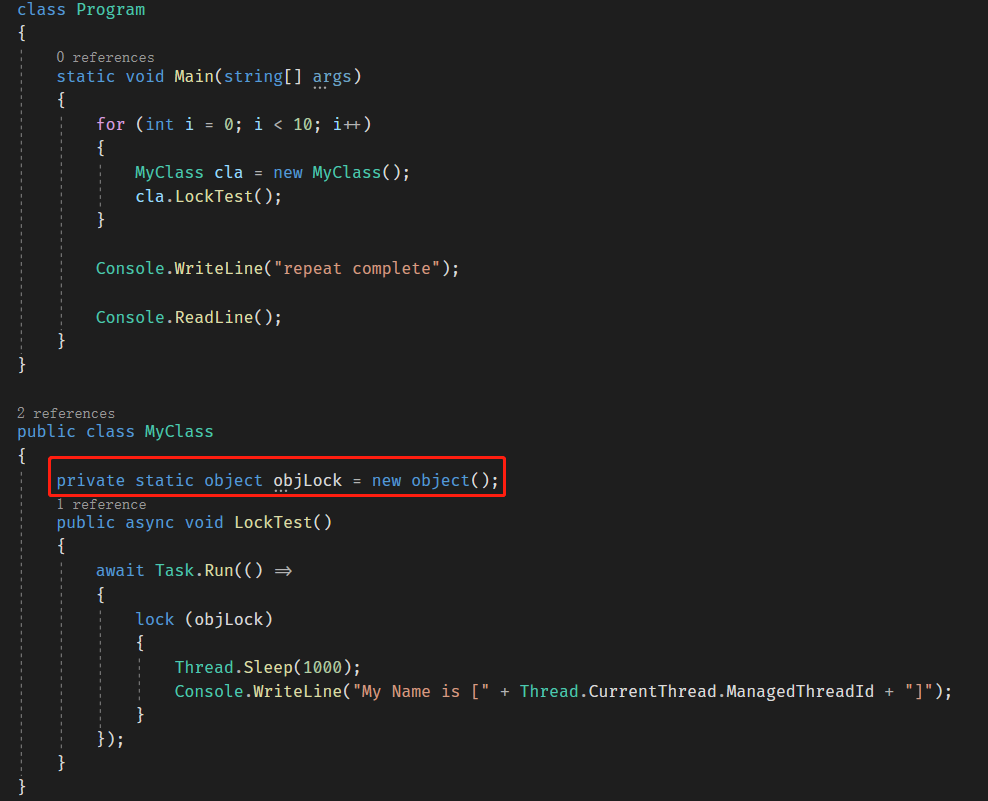 class Program
{
0 references
static void Main(string[] args)
{
for (int i = 0; i < 10; i++)
{
MyClass cla = new MyClass();
cla.LockTest();
}
Console.WriteLine("repeat complete");
Console.ReadLine();
}
}
2 references
public class MyClass
{
private static object objLock = new object();
1 reference
public async void LockTest()
{
await Task.Run(() =>
{
lock (objLock)
{
Thread.Sleep(1000);
Console.WriteLine("My Name is [" + Thread.CurrentThread.ManagedThreadId + "]");
}
});
}
}